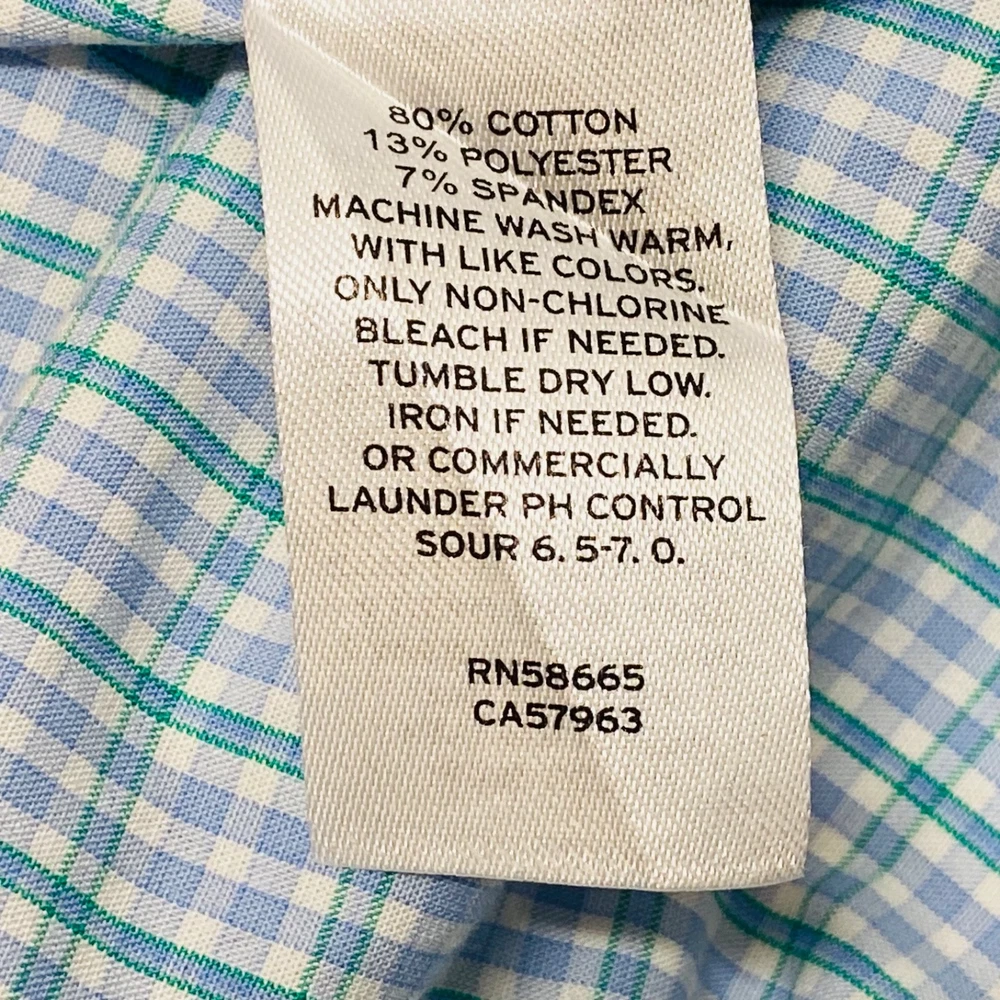 80% COTTON
13% POLYESTER
7% SPANDEX
MACHINE WASH WARM,
WITH LIKE COLORS.
ONLY NON-CHLORINE
BLEACH IF NEEDED.
TUMBLE DRY LOW.
IRON IF NEEDED.
OR COMMERCIALLY
LAUNDER PH CONTROL
SOUR 6. 5-7. 0.
RN58665
CA57963